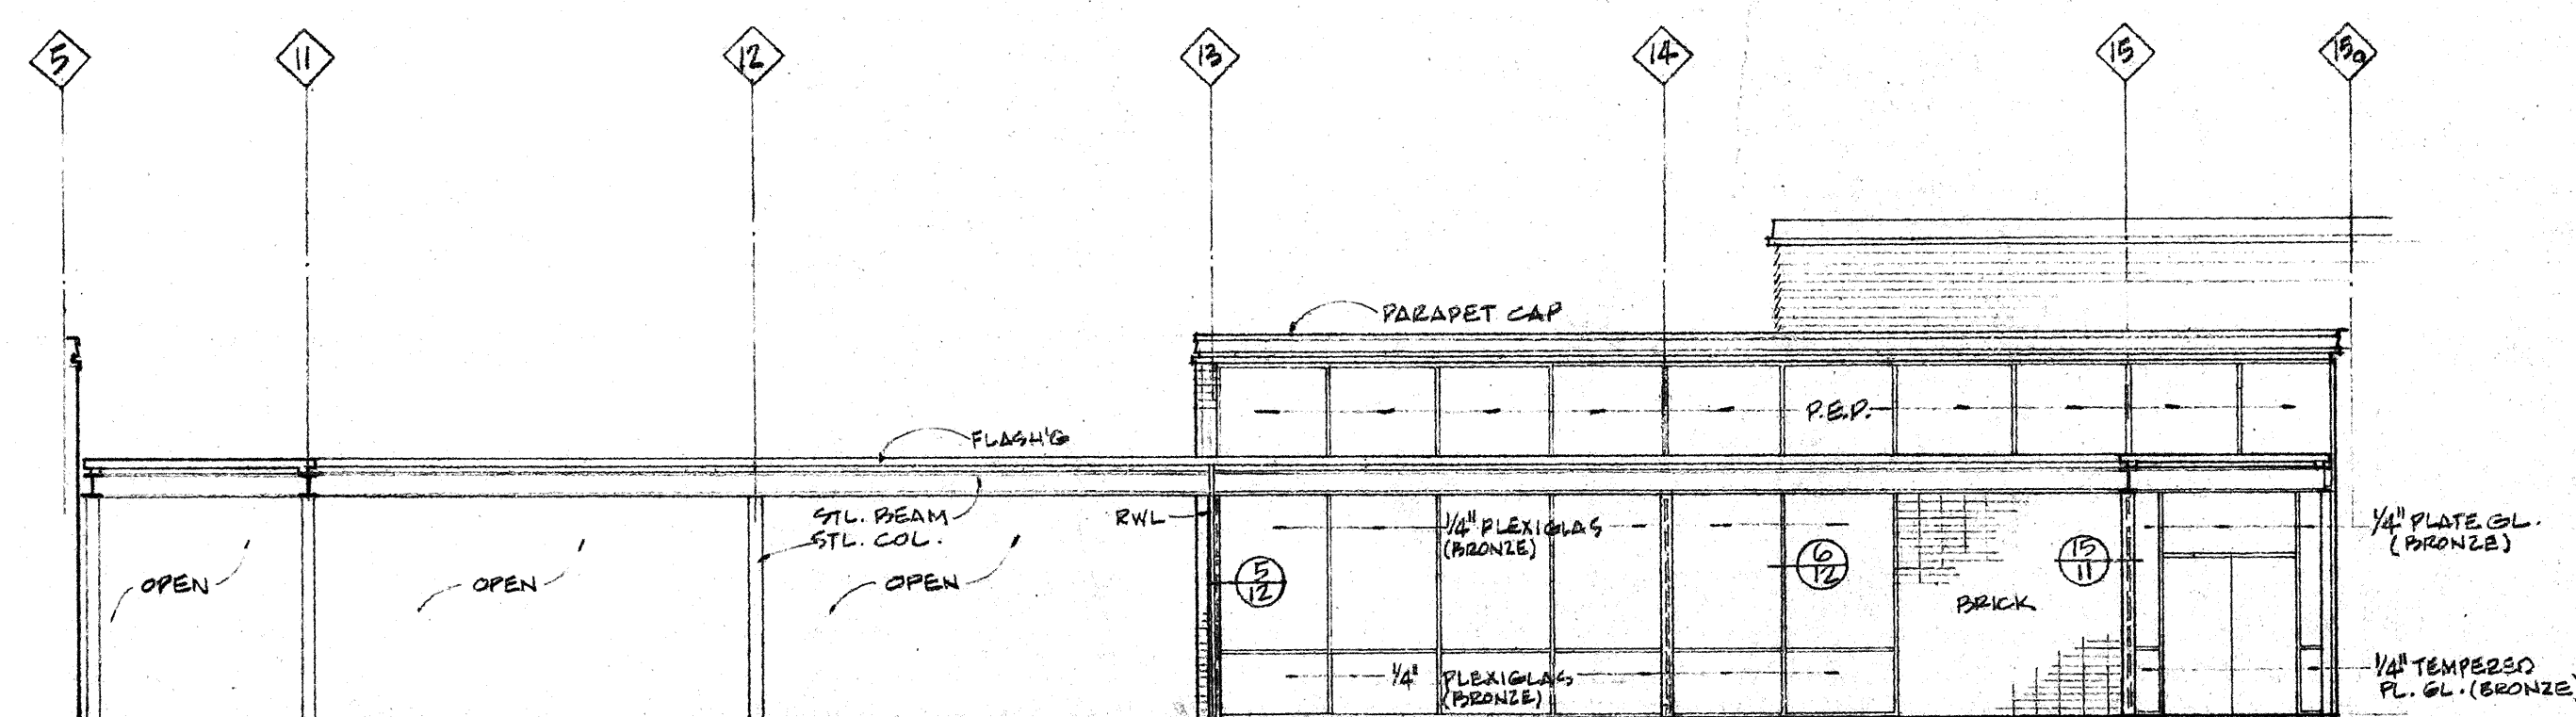 5 11 12 13 14 15 15a
PARAPET CAP
P.E.P.
FLASH'G
STL. BEAM
STL. COL.
RWL
1/4" PLEXIGLAS
(BRONZE)
1/4" PLATE GL.
(BRONZE)
5
12
6
12
15
11
OPEN
OPEN
OPEN
BRICK
1/4" PLEXIGLAS
(BRONZE)
1/4" TEMPERED
PL. GL. (BRONZE)